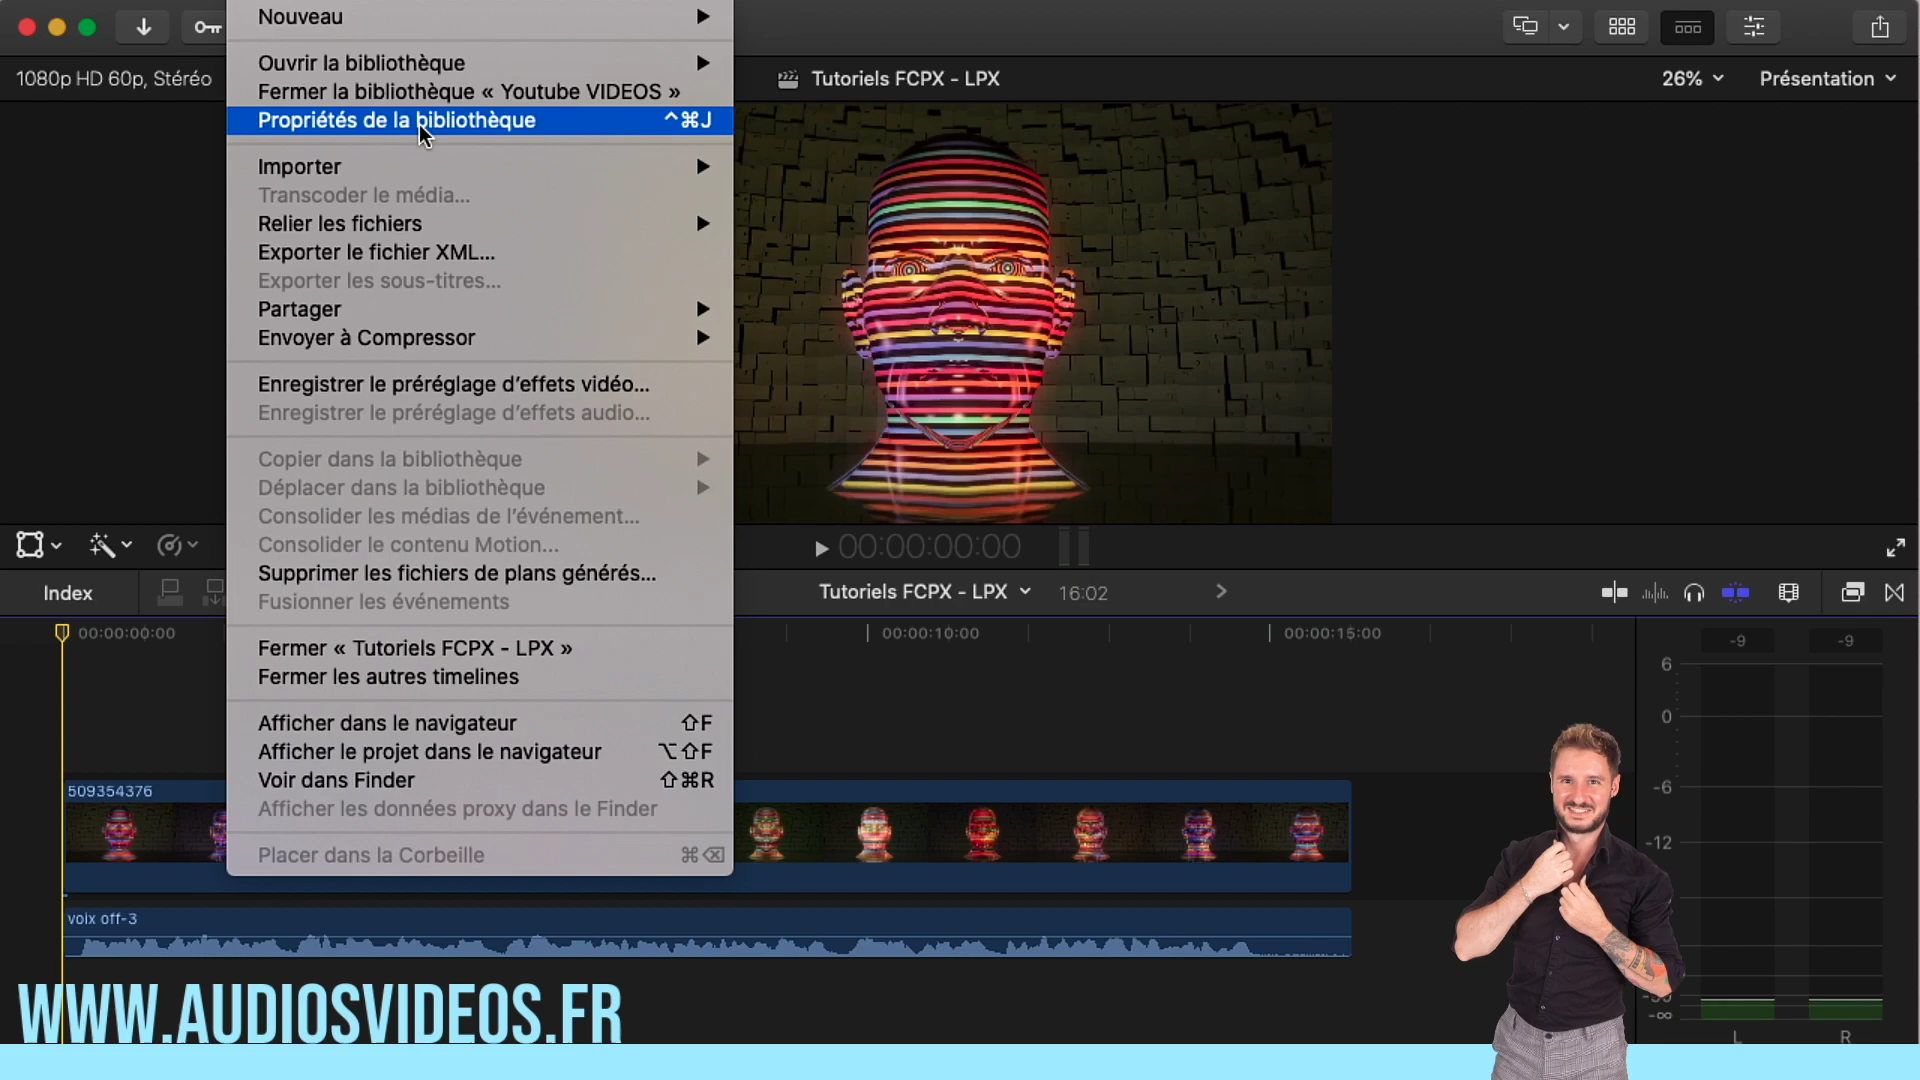 Nouveau
Ouvrir la bibliothèque
Fermer la bibliothèque « Youtube VIDEOS »
Propriétés de la bibliothèque ^⌘J
Importer
Transcoder le média...
Relier les fichiers
Exporter le fichier XML...
Exporter les sous-titres...
Partager
Envoyer à Compressor
Enregistrer le préréglage d'effets vidéo...
Enregistrer le préréglage d'effets audio...
Copier dans la bibliothèque
Déplacer dans la bibliothèque
Consolider les médias de l'événement...
Consolider le contenu Motion...
Supprimer les fichiers de plans générés...
Fusionner les événements
Fermer « Tutoriels FCPX - LPX »
Fermer les autres timelines
Afficher dans le navigateur ⇧F
Afficher le projet dans le navigateur ⌥⇧F
Voir dans Finder ⇧⌘R
Afficher les données proxy dans le Finder
Placer dans la Corbeille ⌘⌫
1080p HD 60p, Stéréo
Tutoriels FCPX - LPX
26%
Présentation
00:00:00:00
Index
Tutoriels FCPX - LPX
16:02
00:00:00:00
00:00:10:00
00:00:15:00
-9 -9
6
0
-6
-12
-∞
L R
509354376
voix off-3
WWW.AUDIOSVIDEOS.FR